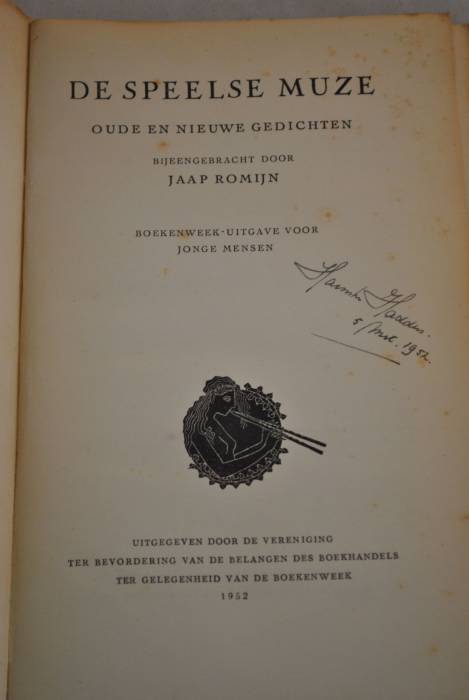 DE SPEELSE MUZE
OUDE EN NIEUWE GEDICHTEN
BIJEENGEBRACHT DOOR
JAAP ROMIJN
BOEKENWEEK-UITGAVE VOOR
JONGE MENSEN
5 1952.
UITGEGEVEN DOOR DE VERENIGING
TER BEVORDERING VAN DE BELANGEN DES BOEKHANDELS
TER GELEGENHEID VAN DE BOEKENWEEK
1952